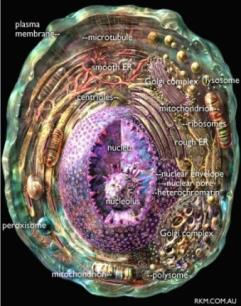 plasma
membrane--
--microtubule
smooth ER
Golgi complex
lysosome
centrioles
mitochondrion
--ribosomes
rough ER
nucleus
--nuclear envelope
--nuclear pore
--heterochromatin
nucleolus
peroxisome
Golgi complex
mitochondrion
--polysome
RKM.COM.AU